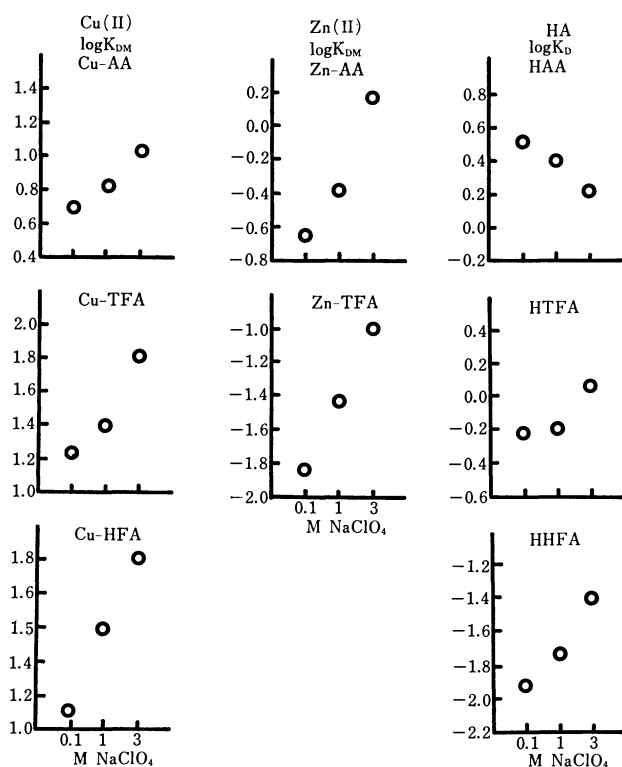 Cu(II)
logK_DM
Cu-AA
1.4
1.2
1.0
0.8
0.6
0.4
Zn(II)
logK_DM
Zn-AA
0.2
0.0
−0.2
−0.4
−0.6
−0.8
HA
logK_D
HAA
0.8
0.6
0.4
0.2
0.0
−0.2
Cu-TFA
2.0
1.8
1.6
1.4
1.2
1.0
Zn-TFA
−1.0
−1.2
−1.4
−1.6
−1.8
−2.0
0.1 1 3
M NaClO₄
HTFA
0.4
0.2
0.0
−0.2
−0.4
−0.6
Cu-HFA
1.8
1.5
1.1
1.2
1.0
0.1 1 3
M NaClO₄
HHFA
−1.2
−1.4
−1.6
−1.8
−2.0
−2.2
0.1 1 3
M NaClO₄